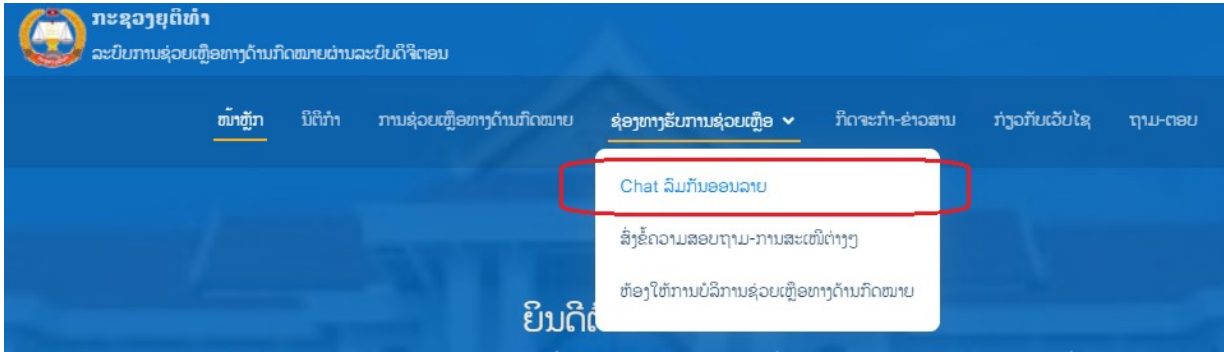 ກະຊວງຍຸຕິທຳ
ລະບົບການຊ່ວຍເຫຼືອທາງດ້ານກົດໝາຍຜ່ານລະບົບດິຈິຕອນ
ໜ້າຫຼັກ ນິຕິກຳ ການຊ່ວຍເຫຼືອທາງດ້ານກົດໝາຍ ຊ່ອງທາງຮັບການຊ່ວຍເຫຼືອ ກິດຈະກຳ-ຂ່າວສານ ກ່ຽວກັບເວັບໄຊ ຖາມ-ຕອບ
Chat ລົມກັນອອນລາຍ
ສົ່ງຂໍ້ຄວາມສອບຖາມ-ການສະເໜີຕ່າງໆ
ຫ້ອງໃຫ້ການບໍລິການຊ່ວຍເຫຼືອທາງດ້ານກົດໝາຍ
ຍິນດີ